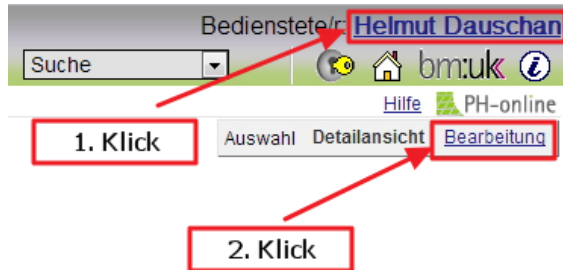 Bedienstete/r: Helmut Dauschan
Suche
bm:uk
Hilfe PH-online
1. Klick
Auswahl Detailansicht Bearbeitung
2. Klick